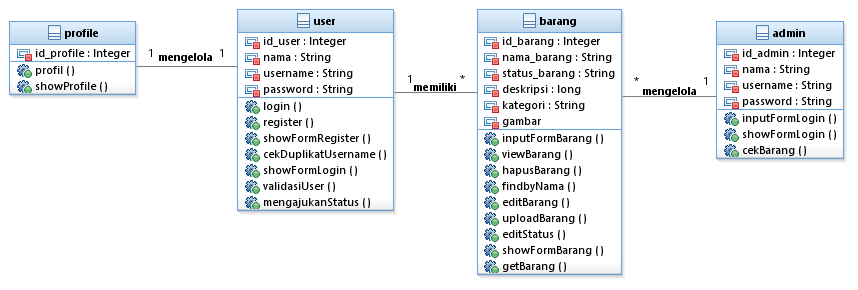 profile
id_profile : Integer
profil ()
showProfile ()
1 mengelola 1
user
id_user : Integer
nama : String
username : String
password : String
login ()
register ()
showFormRegister ()
cekDuplikatUsername ()
showFormLogin ()
validasiUser ()
mengajukanStatus ()
1 memiliki *
barang
id_barang : Integer
nama_barang : String
status_barang : String
deskripsi : long
kategori : String
gambar
inputFormBarang ()
viewBarang ()
hapusBarang ()
findbyNama ()
editBarang ()
uploadBarang ()
editStatus ()
showFormBarang ()
getBarang ()
* mengelola 1
admin
id_admin : Integer
nama : String
username : String
password : String
inputFormLogin ()
showFormLogin ()
cekBarang ()